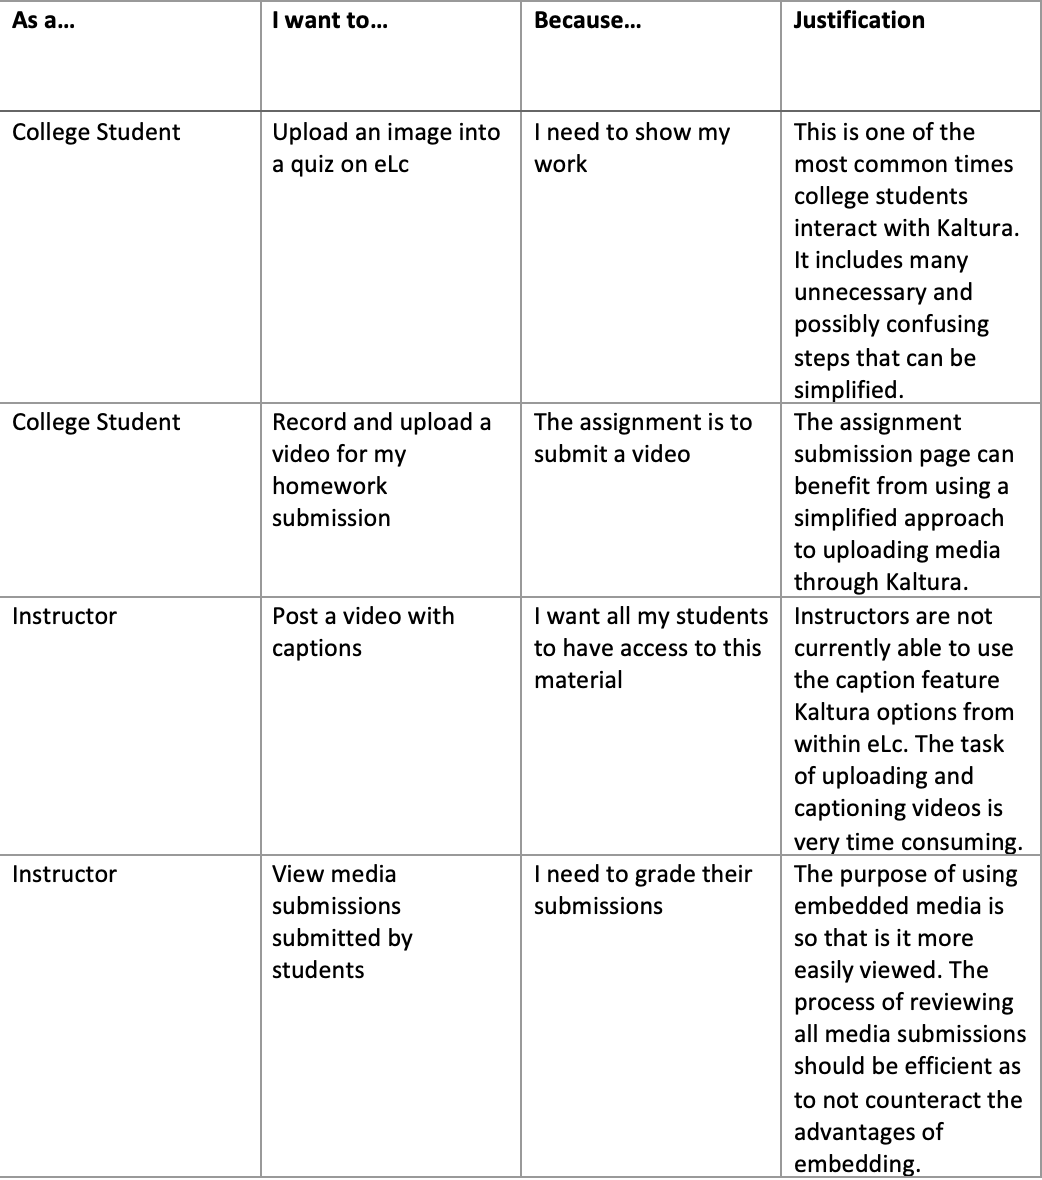 As a...
I want to...
Because...
Justification
College Student
Upload an image into
a quiz on eLc
I need to show my
work
This is one of the
most common times
college students
interact with Kaltura.
It includes many
unnecessary and
possibly confusing
steps that can be
simplified.
College Student
Record and upload a
video for my
homework
submission
The assignment is to
submit a video
The assignment
submission page can
benefit from using a
simplified approach
to uploading media
through Kaltura.
Instructor
Post a video with
captions
I want all my students
to have access to this
material
Instructors are not
currently able to use
the caption feature
Kaltura options from
within eLc. The task
of uploading and
captioning videos is
very time consuming.
Instructor
View media
submissions
submitted by
students
I need to grade their
submissions
The purpose of using
embedded media is
so that is it more
easily viewed. The
process of reviewing
all media submissions
should be efficient as
to not counteract the
advantages of
embedding.